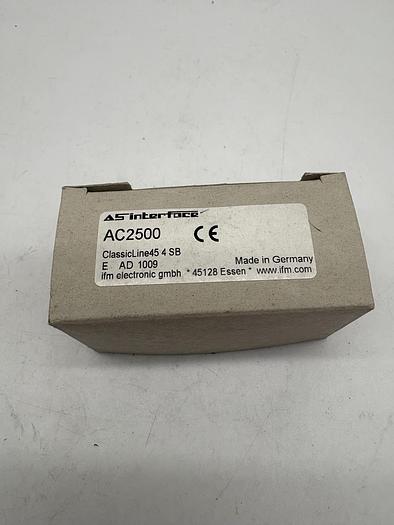 AS interface
AC2500 CE
ClassicLine45 4 SB
E AD 1009 Made in Germany
ifm electronic gmbh * 45128 Essen * www.ifm.com